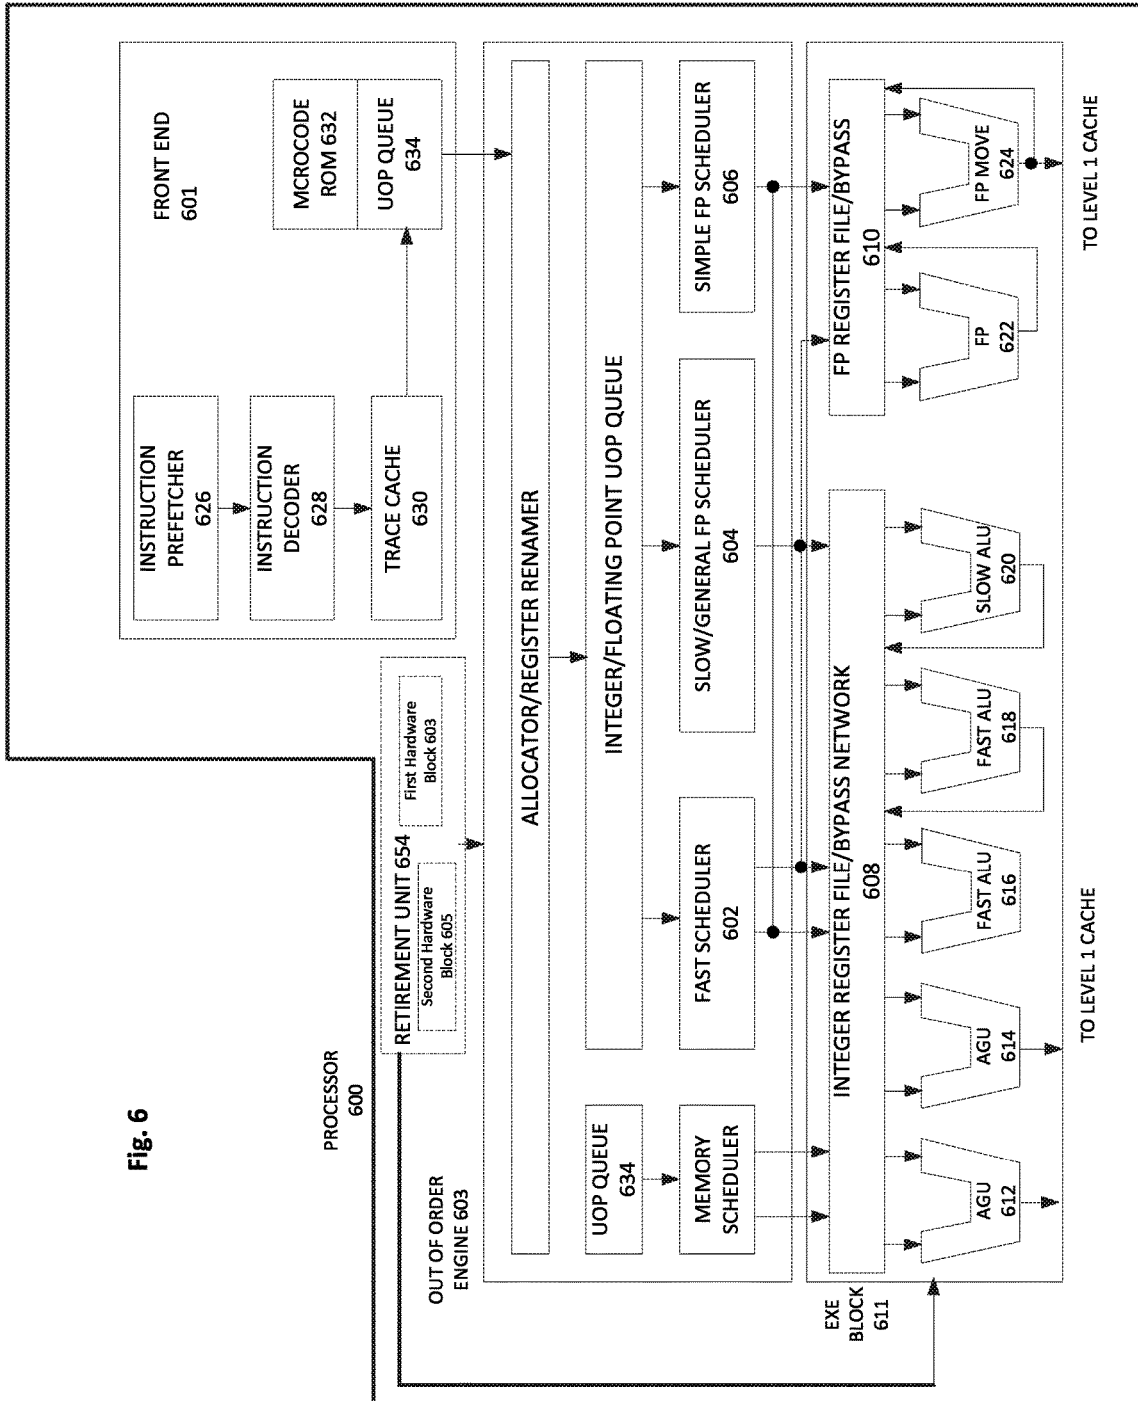 Fig. 6
PROCESSOR
600
FRONT END
601
INSTRUCTION
PREFETCHER
626
INSTRUCTION
DECODER
628
TRACE CACHE
630
MCROCODE
ROM 632
UOP QUEUE
634
RETIREMENT UNIT 654
Second Hardware
Block 605
First Hardware
Block 603
OUT OF ORDER
ENGINE 603
ALLOCATOR/REGISTER RENAMER
UOP QUEUE
634
INTEGER/FLOATING POINT UOP QUEUE
MEMORY
SCHEDULER
FAST SCHEDULER
602
SLOW/GENERAL FP SCHEDULER
604
SIMPLE FP SCHEDULER
606
EXE
BLOCK
611
INTEGER REGISTER FILE/BYPASS NETWORK
608
FP REGISTER FILE/BYPASS
610
AGU
612
AGU
614
FAST ALU
616
FAST ALU
618
SLOW ALU
620
FP
622
FP MOVE
624
TO LEVEL 1 CACHE
TO LEVEL 1 CACHE